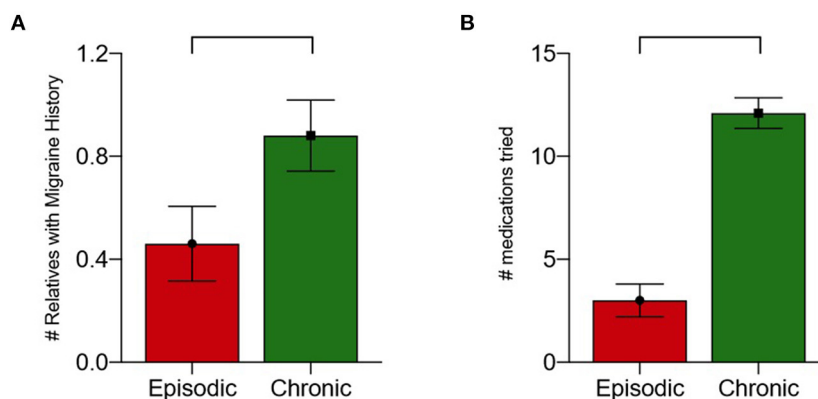 A
# Relatives with Migraine History
1.2
0.8
0.4
0.0
Episodic Chronic
B
# medications tried
15
10
5
0
Episodic Chronic